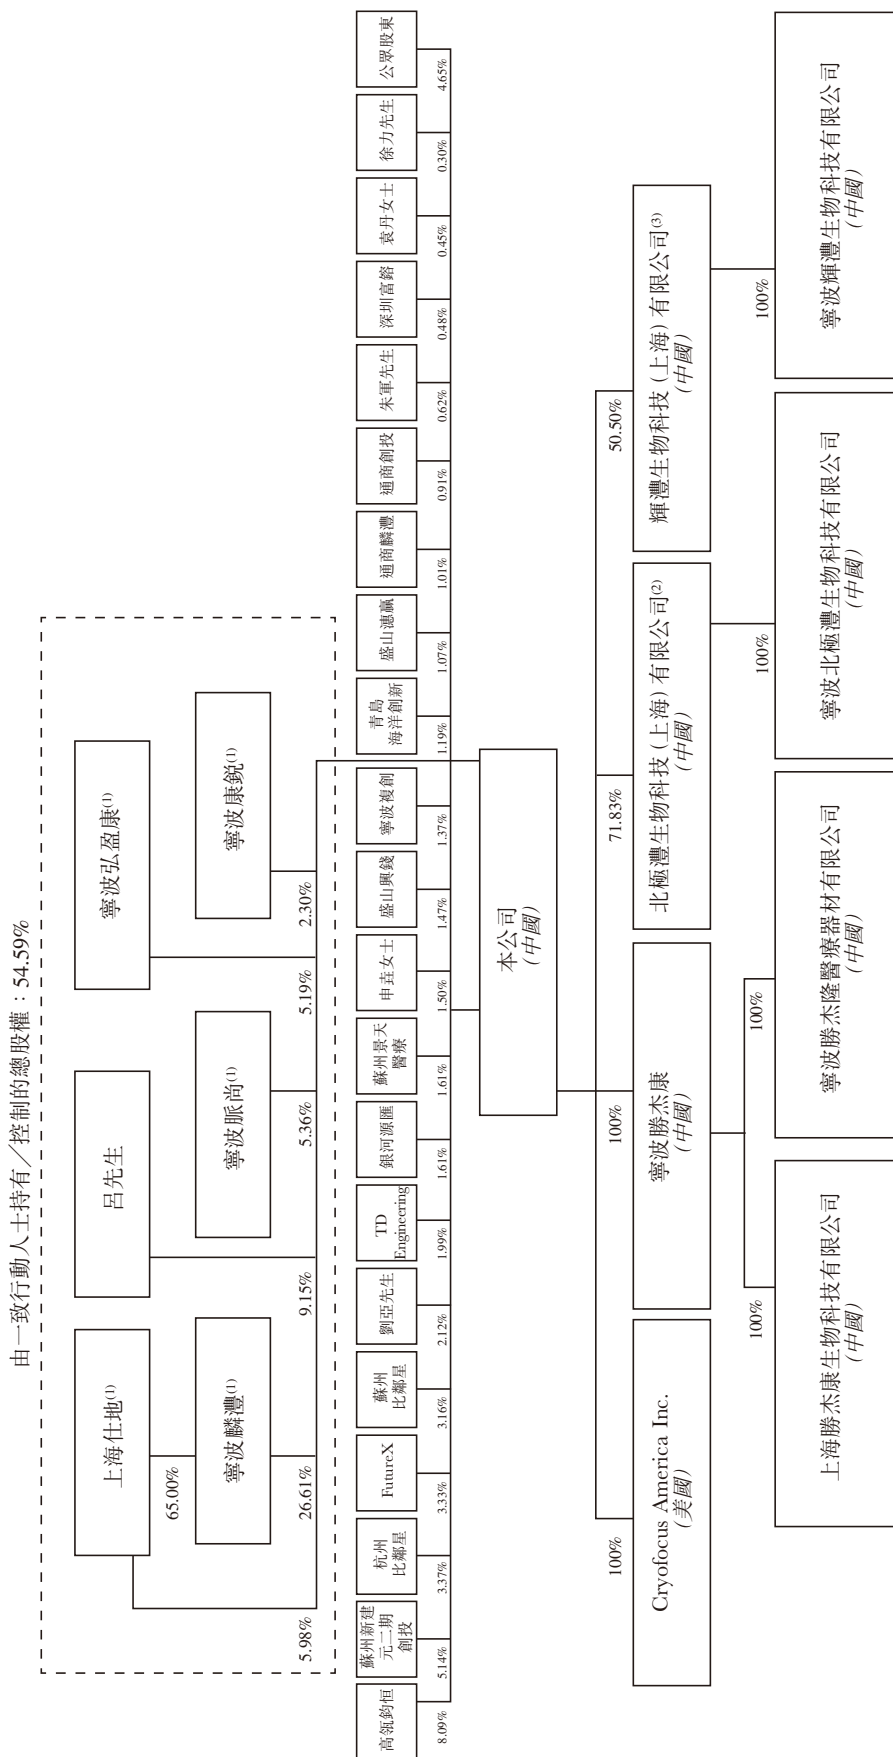 由一致行動人士持有／控制的總股權：54.59%
上海仕地(1)
呂先生
寧波弘盈康(1)
65.00%
寧波麟灃(1)
寧波脈尚(1)
寧波康鋭(1)
5.98%
26.61%
9.15%
5.36%
5.19%
2.30%
高瓴鈞恒
蘇州新建
元二期
創投
杭州
比鄰星
FutureX
蘇州
比鄰星
劉亞先生
TD
Engineering
銀河源匯
蘇州景天
醫療
申垚女士
盛山興錢
寧波複創
青島
海洋創新
盛山漶贏
通商麟灃
通商創投
朱軍先生
深圳富鎔
袁丹女士
徐力先生
公眾股東
8.09%
5.14%
3.37%
3.33%
3.16%
2.12%
1.99%
1.61%
1.61%
1.50%
1.47%
1.37%
1.19%
1.07%
1.01%
0.91%
0.62%
0.48%
0.45%
0.30%
4.65%
本公司
(中國)
100%
100%
71.83%
50.50%
Cryofocus America Inc.
(美國)
寧波勝杰康
(中國)
北極灃生物科技 (上海) 有限公司(2)
(中國)
輝灃生物科技 (上海) 有限公司(3)
(中國)
100%
100%
100%
100%
上海勝杰康生物科技有限公司
(中國)
寧波勝杰隆醫療器材有限公司
(中國)
寧波北極灃生物科技有限公司
(中國)
寧波輝灃生物科技有限公司
(中國)